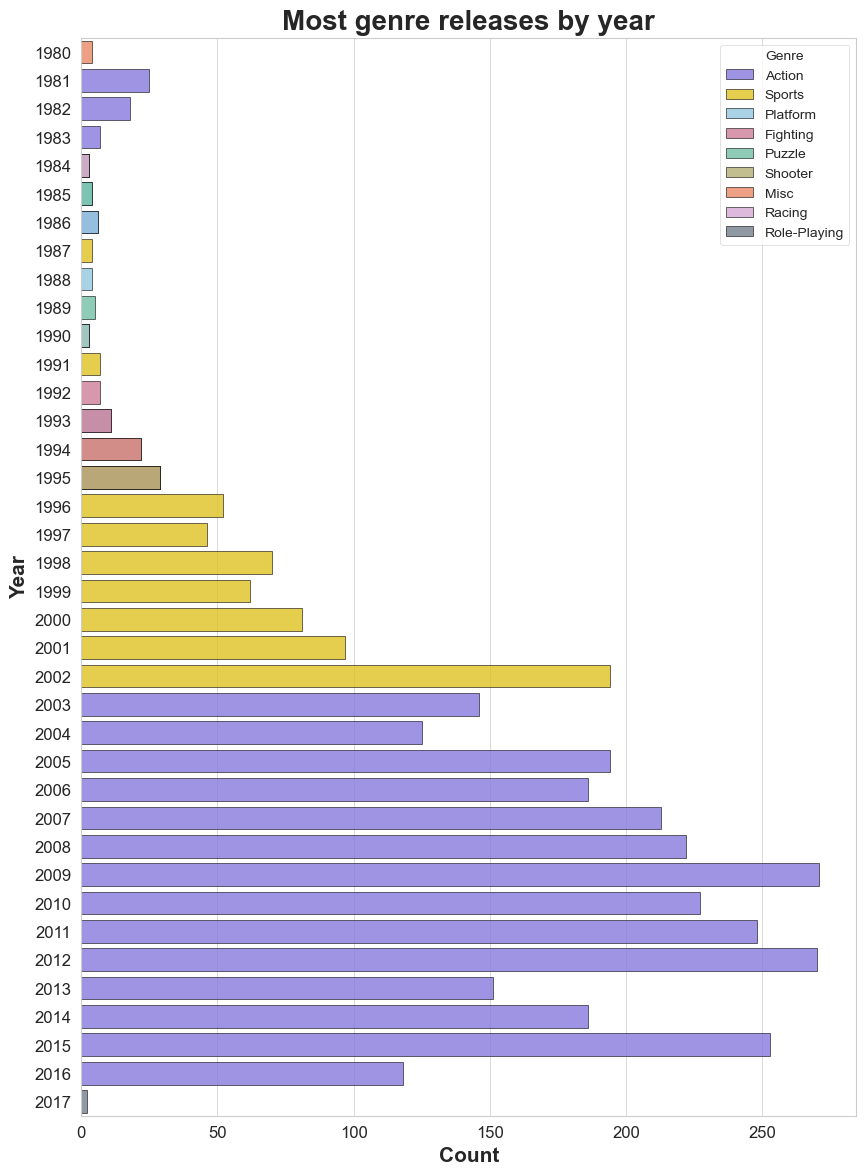 Most genre releases by year
Genre
Action
Sports
Platform
Fighting
Puzzle
Shooter
Misc
Racing
Role-Playing
Year
1980
1981
1982
1983
1984
1985
1986
1987
1988
1989
1990
1991
1992
1993
1994
1995
1996
1997
1998
1999
2000
2001
2002
2003
2004
2005
2006
2007
2008
2009
2010
2011
2012
2013
2014
2015
2016
2017
0 50 100 150 200 250
Count